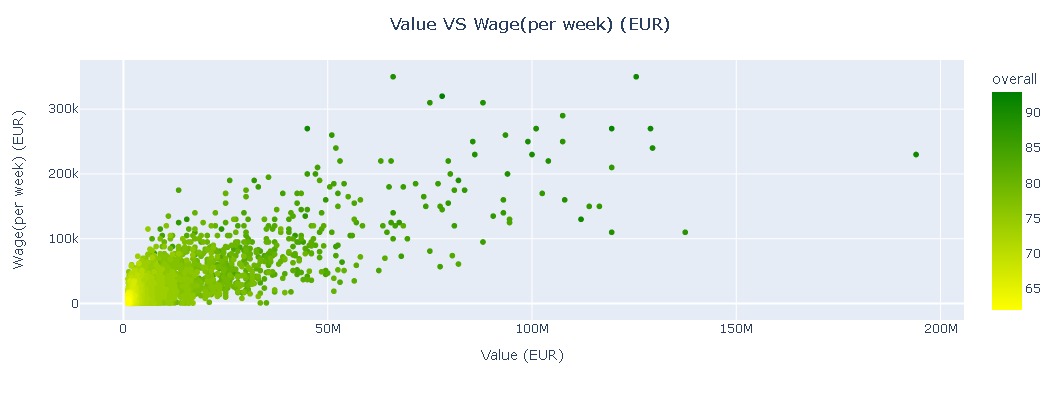 Value VS Wage(per week) (EUR)
overall
Wage(per week) (EUR)
300k
200k
100k
0
0
50M
100M
150M
200M
Value (EUR)
90
85
80
75
70
65